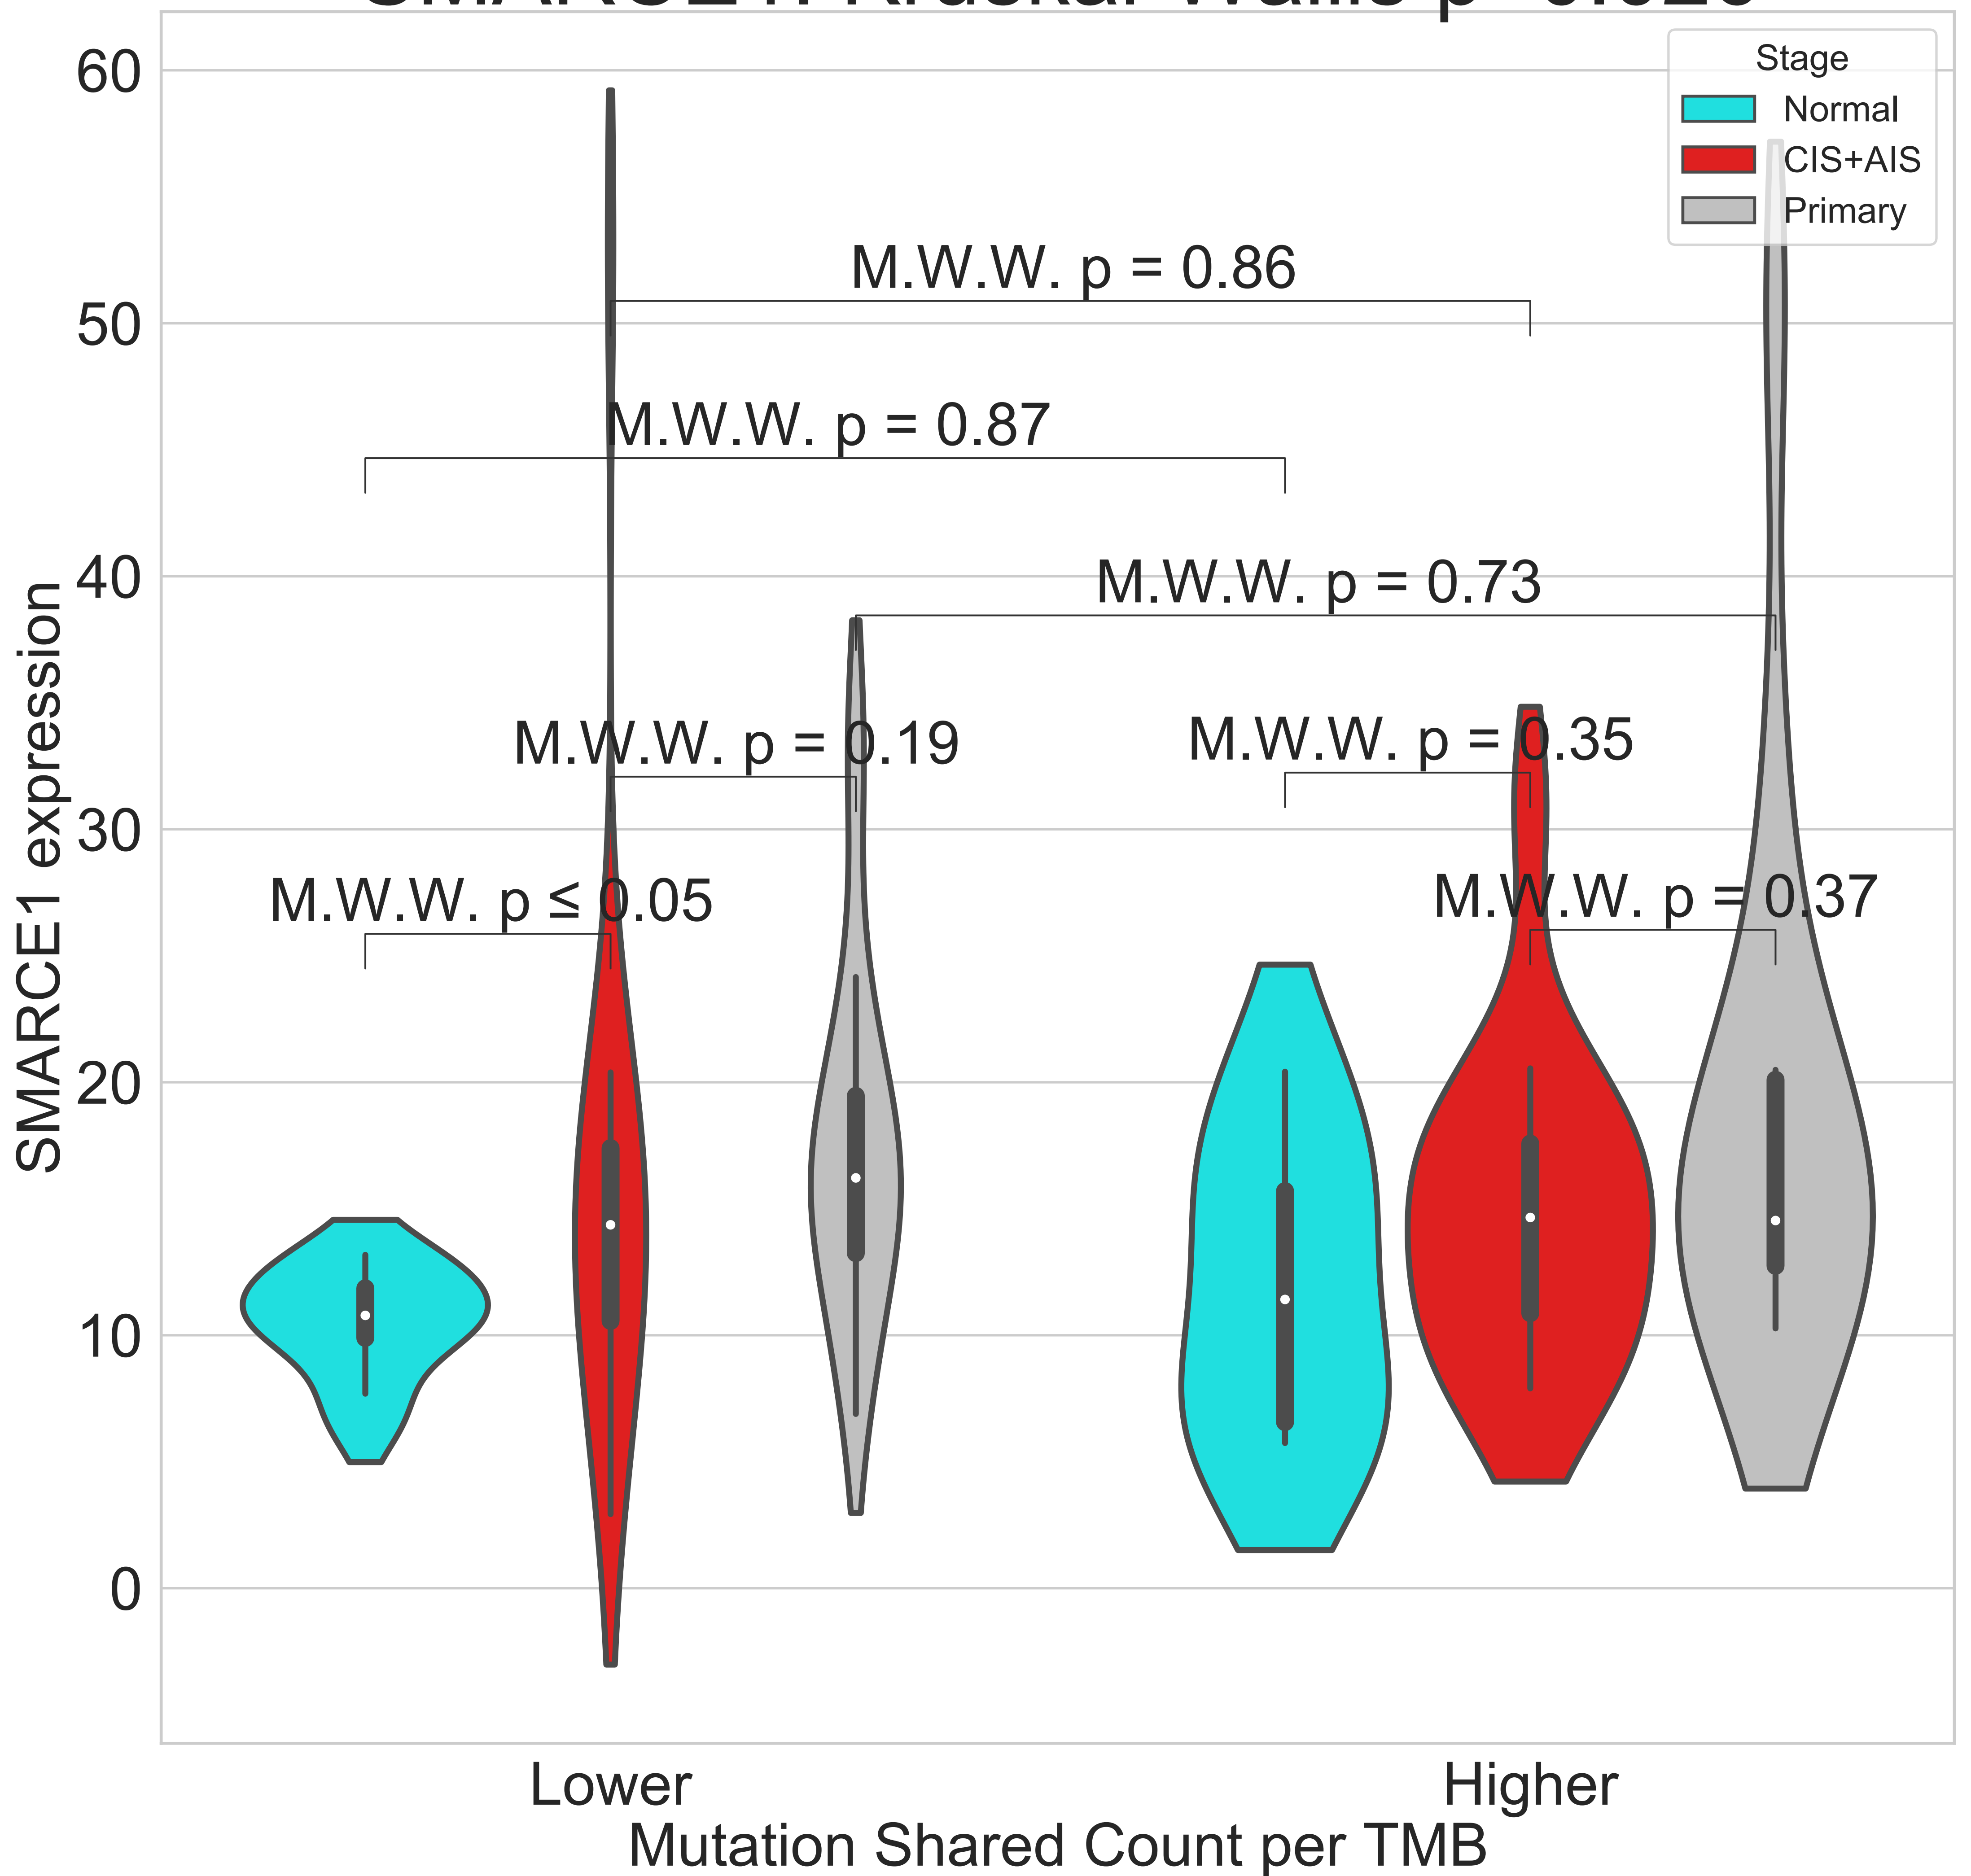 60
50
40
30
20
10
0
SMARCE1 expression
Stage
Normal
CIS+AIS
Primary
M.W.W. p = 0.86
M.W.W. p = 0.87
M.W.W. p = 0.73
M.W.W. p = 0.19
M.W.W. p = 0.35
M.W.W. p ≤ 0.05
M.W.W. p = 0.37
Lower
Higher
Mutation Shared Count per TMB